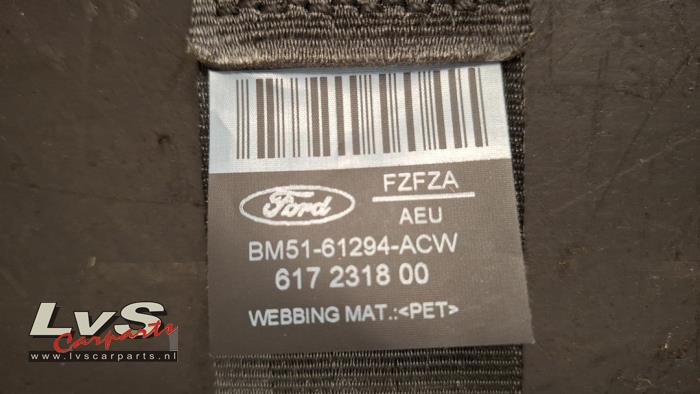 Ford
FZFZA
AEU
BM51-61294-ACW
617 2318 00
WEBBING MAT.:<PET>
LvS
Carparts
www.lvscarparts.nl